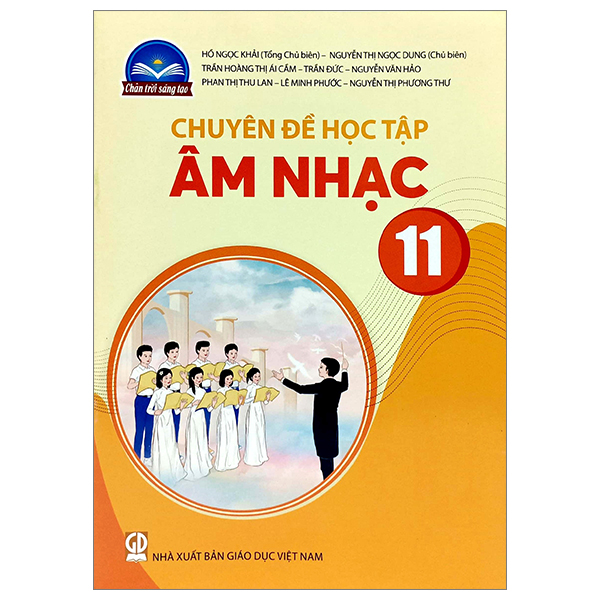 Chân trời sáng tạo
HỒ NGỌC KHẢI (Tổng Chủ biên) – NGUYỄN THỊ NGỌC DUNG (Chủ biên)
TRẦN HOÀNG THỊ ÁI CẦM – TRẦN ĐỨC – NGUYỄN VĂN HẢO
PHAN THỊ THU LAN – LÊ MINH PHƯỚC – NGUYỄN THỊ PHƯƠNG THƯ
CHUYÊN ĐỀ HỌC TẬP
ÂM NHẠC
11
GD
NHÀ XUẤT BẢN GIÁO DỤC VIỆT NAM